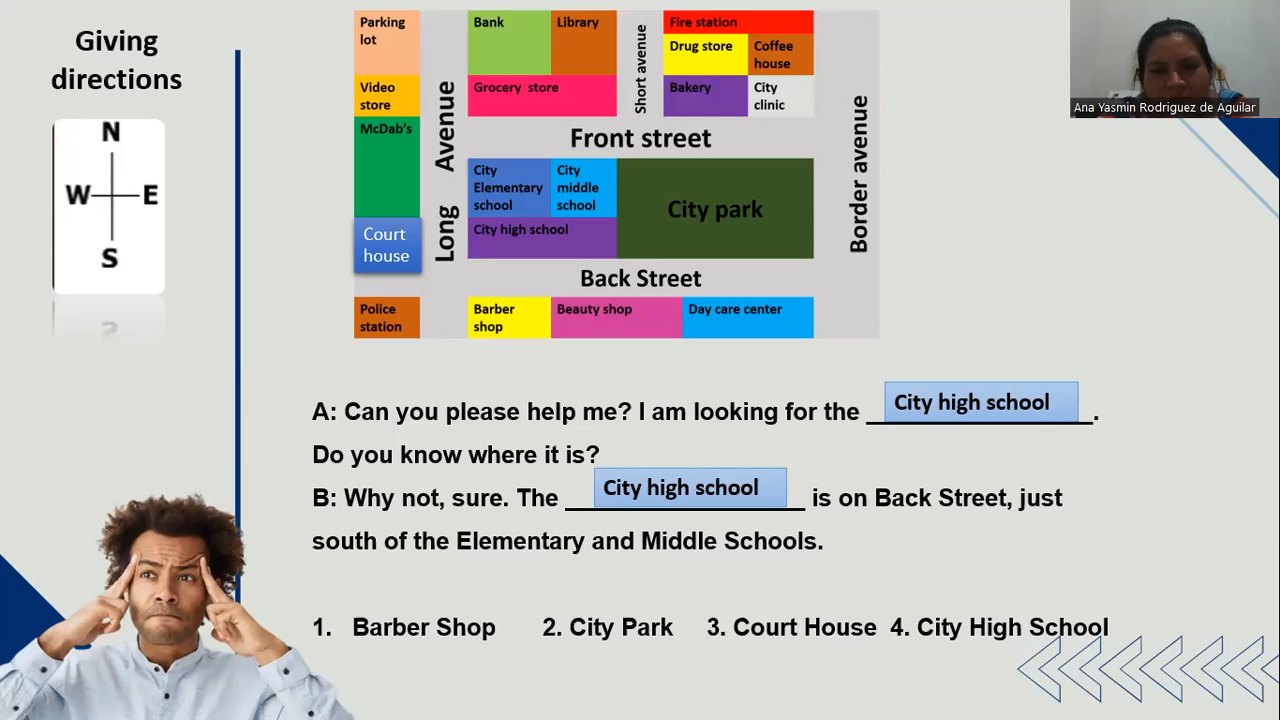 Giving
directions
N
W E
S
Parking
lot
Bank
Library
Short avenue
Fire station
Drug store
Coffee
house
Video
store
Grocery store
Bakery
City
clinic
McDab's
Long Avenue
Front street
Border avenue
City
Elementary
school
City
middle
school
City park
Court
house
City high school
Back Street
Police
station
Barber
shop
Beauty shop
Day care center
Ana Yasmin Rodriguez de Aguilar
A: Can you please help me? I am looking for the City high school.
Do you know where it is?
B: Why not, sure. The City high school is on Back Street, just
south of the Elementary and Middle Schools.
1. Barber Shop 2. City Park 3. Court House 4. City High School